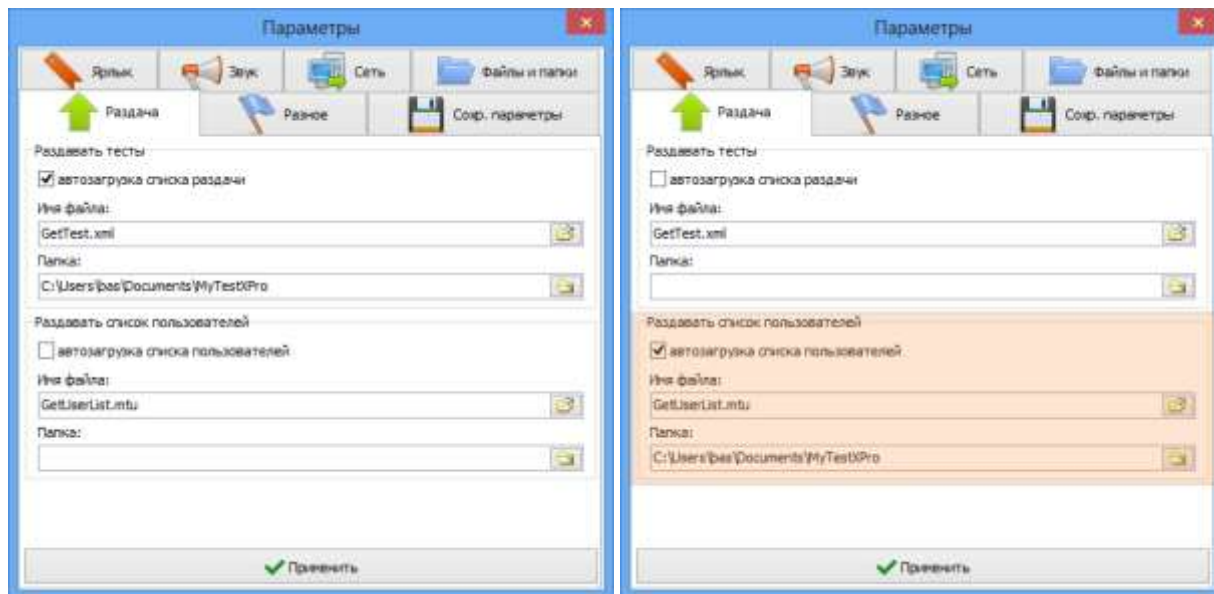 Параметры
Ярлык
Звук
Сеть
Файлы и папки
Раздача
Разное
Сохр. параметры
Раздавать тесты
автозагрузка списка раздачи
Имя файла:
GetTest.xml
Папка:
C:\Users\bas\Documents\MyTestXPro
Раздавать список пользователей
автозагрузка списка пользователей
Имя файла:
GetUserList.mtu
Папка:
Применить
Параметры
Ярлык
Звук
Сеть
Файлы и папки
Раздача
Разное
Сохр. параметры
Раздавать тесты
автозагрузка списка раздачи
Имя файла:
GetTest.xml
Папка:
Раздавать список пользователей
автозагрузка списка пользователей
Имя файла:
GetUserList.mtu
Папка:
C:\Users\bas\Documents\MyTestXPro
Применить